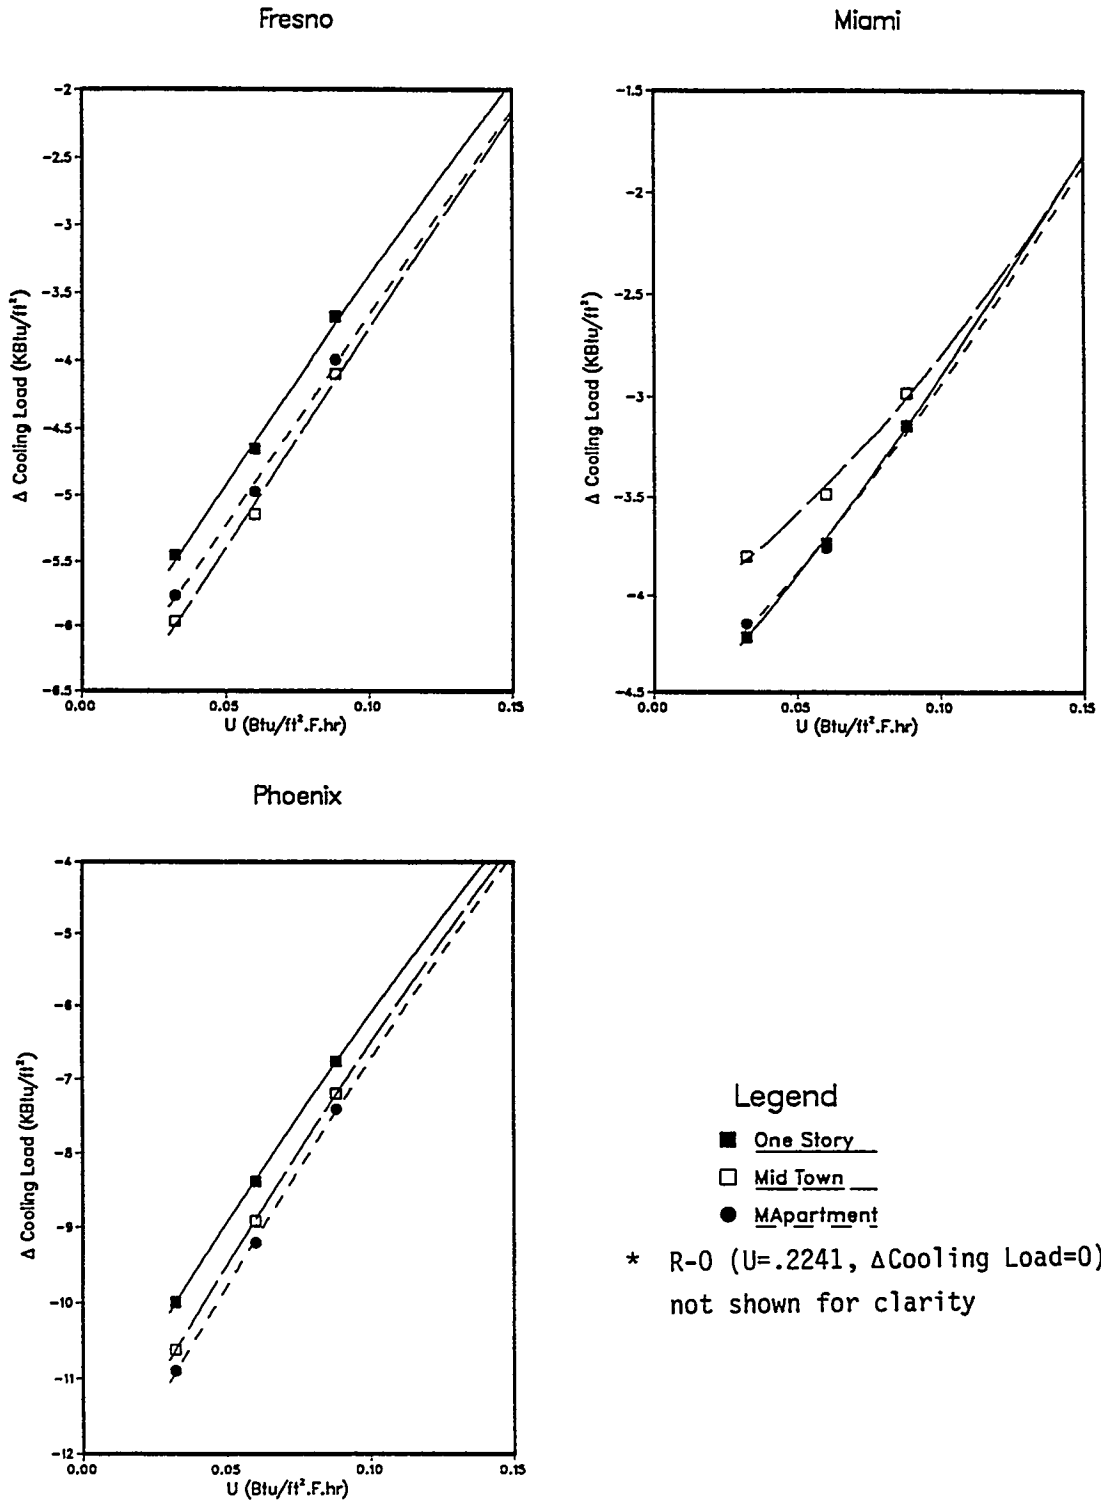 Fresno
-2
-2.5
-3
-3.5
-4
-4.5
-5
-5.5
-6
-6.5
Δ Cooling Load (KBtu/ft²)
0.00 0.05 0.10 0.15
U (Btu/ft².F.hr)
Miami
-1.5
-2
-2.5
-3
-3.5
-4
-4.5
Δ Cooling Load (KBtu/ft²)
0.00 0.05 0.10 0.15
U (Btu/ft².F.hr)
Phoenix
-4
-5
-6
-7
-8
-9
-10
-11
-12
Δ Cooling Load (KBtu/ft²)
0.00 0.05 0.10 0.15
U (Btu/ft².F.hr)
Legend
One Story
Mid Town
MApartment
* R-0 (U=.2241, ΔCooling Load=0)
not shown for clarity